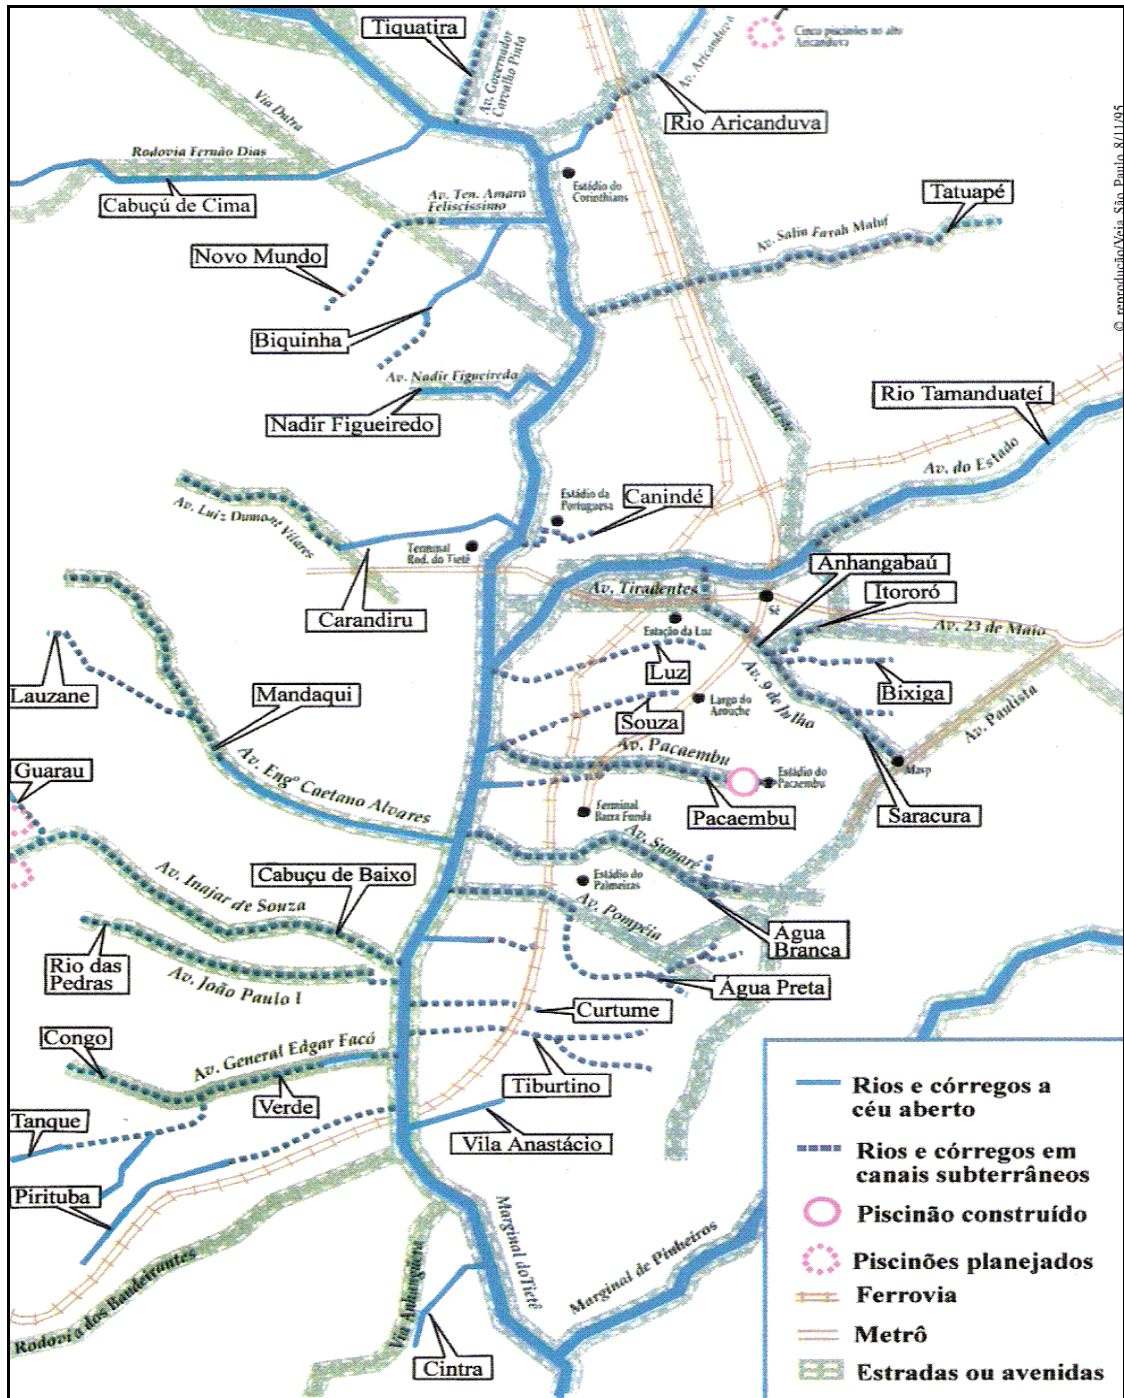 Tiquatira
Av. Governador
Carvalho Pinto
Cinco piscinões no alto
Aricanduva
Av. Aricanduva
Rio Aricanduva
Via Dutra
Rodovia Fernão Dias
Cabuçú de Cima
Estádio do
Corinthians
Av. Ten. Amaro
Feliscissimo
Tatuapé
Av. Salin Farah Maluf
Novo Mundo
Biquinha
Av. Nadir Figueiredo
Nadir Figueiredo
Radial Leste
Rio Tamanduateí
Av. do Estado
© reprodução/Veja São Paulo 8/11/95
Av. Luiz Dumont Vilares
Estádio da
Portuguesa
Canindé
Terminal
Rod. do Tietê
Carandiru
Av. Tiradentes
Anhangabaú
Itororó
Sé
Av. 23 de Maio
Estação da Luz
Lauzane
Mandaqui
Luz
Souza
Largo do
Arouche
Av. 9 de Julho
Bixiga
Av. Paulista
Av. Pacaembu
Estádio do
Pacaembu
Masp
Guarau
Av. Engº Caetano Alvares
Terminal
Barra Funda
Pacaembu
Saracura
Av. Sumaré
Av. Inajar de Souza
Cabuçu de Baixo
Estádio do
Palmeiras
Av. Pompéia
Agua
Branca
Rio das
Pedras
Av. João Paulo I
Água Preta
Curtume
Congo
Av. General Edgar Facó
Tiburtino
Verde
Tanque
Vila Anastácio
Pirituba
Rodovia dos Bandeirantes
Via Anhanguera
Marginal do Tietê
Marginal de Pinheiros
Cintra
Rios e córregos a
céu aberto
Rios e córregos em
canais subterrâneos
Piscinão construído
Piscinões planejados
Ferrovia
Metrô
Estradas ou avenidas